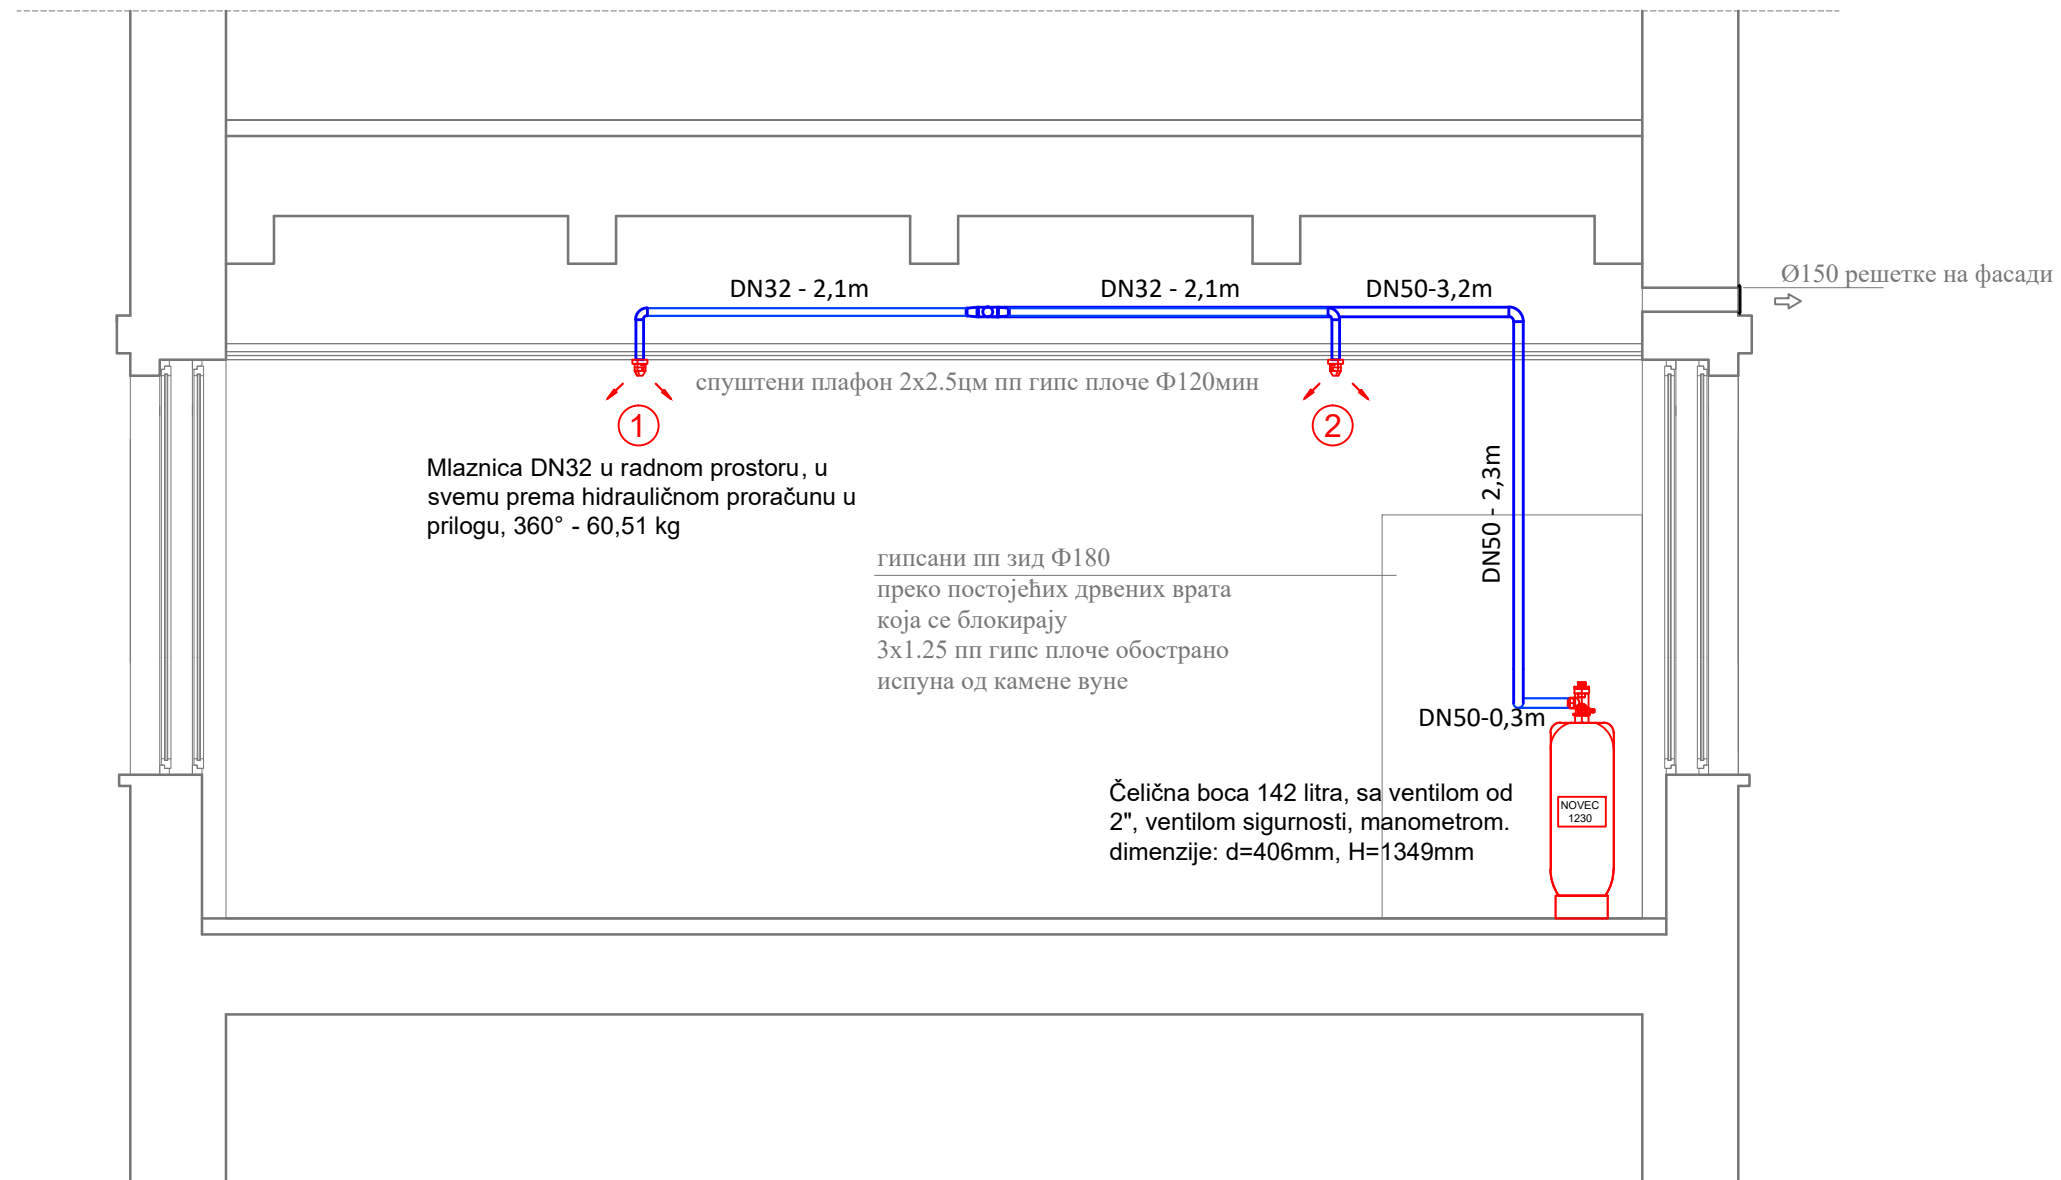 Ø150 решетке на фасади
DN32 - 2,1m
DN32 - 2,1m
DN50-3,2m
спуштени плафон 2x2.5цм пп гипс плоче Ф120мин
1
2
Mlaznica DN32 u radnom prostoru, u
svemu prema hidrauličnom proračunu u
prilogu, 360° - 60,51 kg
DN50 - 2,3m
гипсани пп зид Ф180
преко постојећих дрвених врата
која се блокирају
3x1.25 пп гипс плоче обострано
испуна од камене вуне
DN50-0,3m
Čelična boca 142 litra, sa ventilom od
2", ventilom sigurnosti, manometrom.
dimenzije: d=406mm, H=1349mm
NOVEC
1230